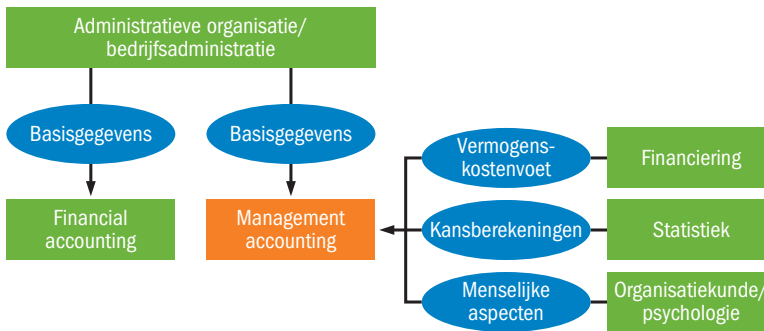 Administratieve organisatie/
bedrijfsadministratie
Basisgegevens
Basisgegevens
Vermogens-
kostenvoet
Financiering
Financial
accounting
Management
accounting
Kansberekeningen
Statistiek
Menselijke
aspecten
Organisatiekunde/
psychologie